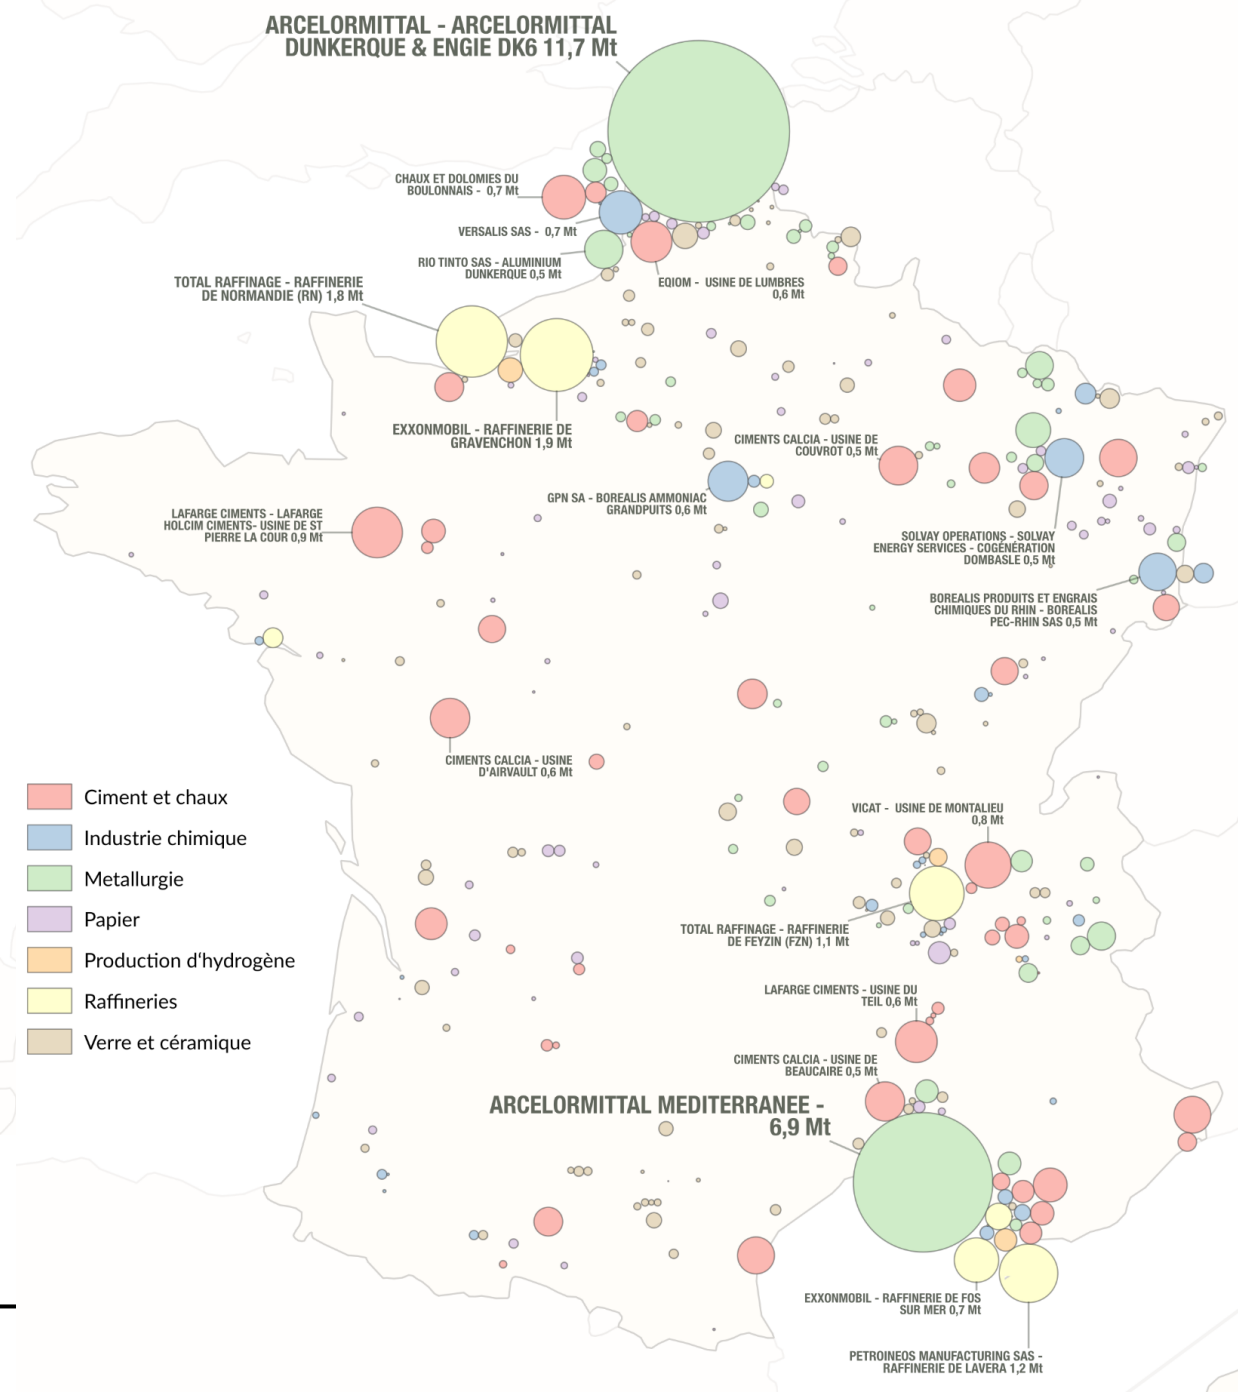 ARCELORMITTAL - ARCELORMITTAL
DUNKERQUE & ENGIE DK6 11,7 Mt
CHAUX ET DOLOMIES DU
BOULONNAIS - 0,7 Mt
VERSALIS SAS - 0,7 Mt
RIO TINTO SAS - ALUMINIUM
DUNKERQUE 0,5 Mt
EQIOM - USINE DE LUMBRES
0,6 Mt
TOTAL RAFFINAGE - RAFFINERIE
DE NORMANDIE (RN) 1,8 Mt
EXXONMOBIL - RAFFINERIE DE
GRAVENCHON 1,9 Mt
CIMENTS CALCIA - USINE DE
COUVROT 0,5 Mt
GPN SA - BOREALIS AMMONIAC
GRANDPUITS 0,6 Mt
LAFARGE CIMENTS - LAFARGE
HOLCIM CIMENTS- USINE DE ST
PIERRE LA COUR 0,9 Mt
SOLVAY OPERATIONS - SOLVAY
ENERGY SERVICES - COGÉNÉRATION
DOMBASLE 0,5 Mt
BOREALIS PRODUITS ET ENGRAIS
CHIMIQUES DU RHIN - BOREALIS
PEC-RHIN SAS 0,5 Mt
CIMENTS CALCIA - USINE
D'AIRVAULT 0,6 Mt
Ciment et chaux
Industrie chimique
Metallurgie
Papier
Production d'hydrogène
Raffineries
Verre et céramique
VICAT - USINE DE MONTALIEU
0,8 Mt
TOTAL RAFFINAGE - RAFFINERIE
DE FEYZIN (FZN) 1,1 Mt
LAFARGE CIMENTS - USINE DU
TEIL 0,6 Mt
CIMENTS CALCIA - USINE DE
BEAUCAIRE 0,5 Mt
ARCELORMITTAL MEDITERRANEE -
6,9 Mt
EXXONMOBIL - RAFFINERIE DE FOS
SUR MER 0,7 Mt
PETROINEOS MANUFACTURING SAS -
RAFFINERIE DE LAVERA 1,2 Mt